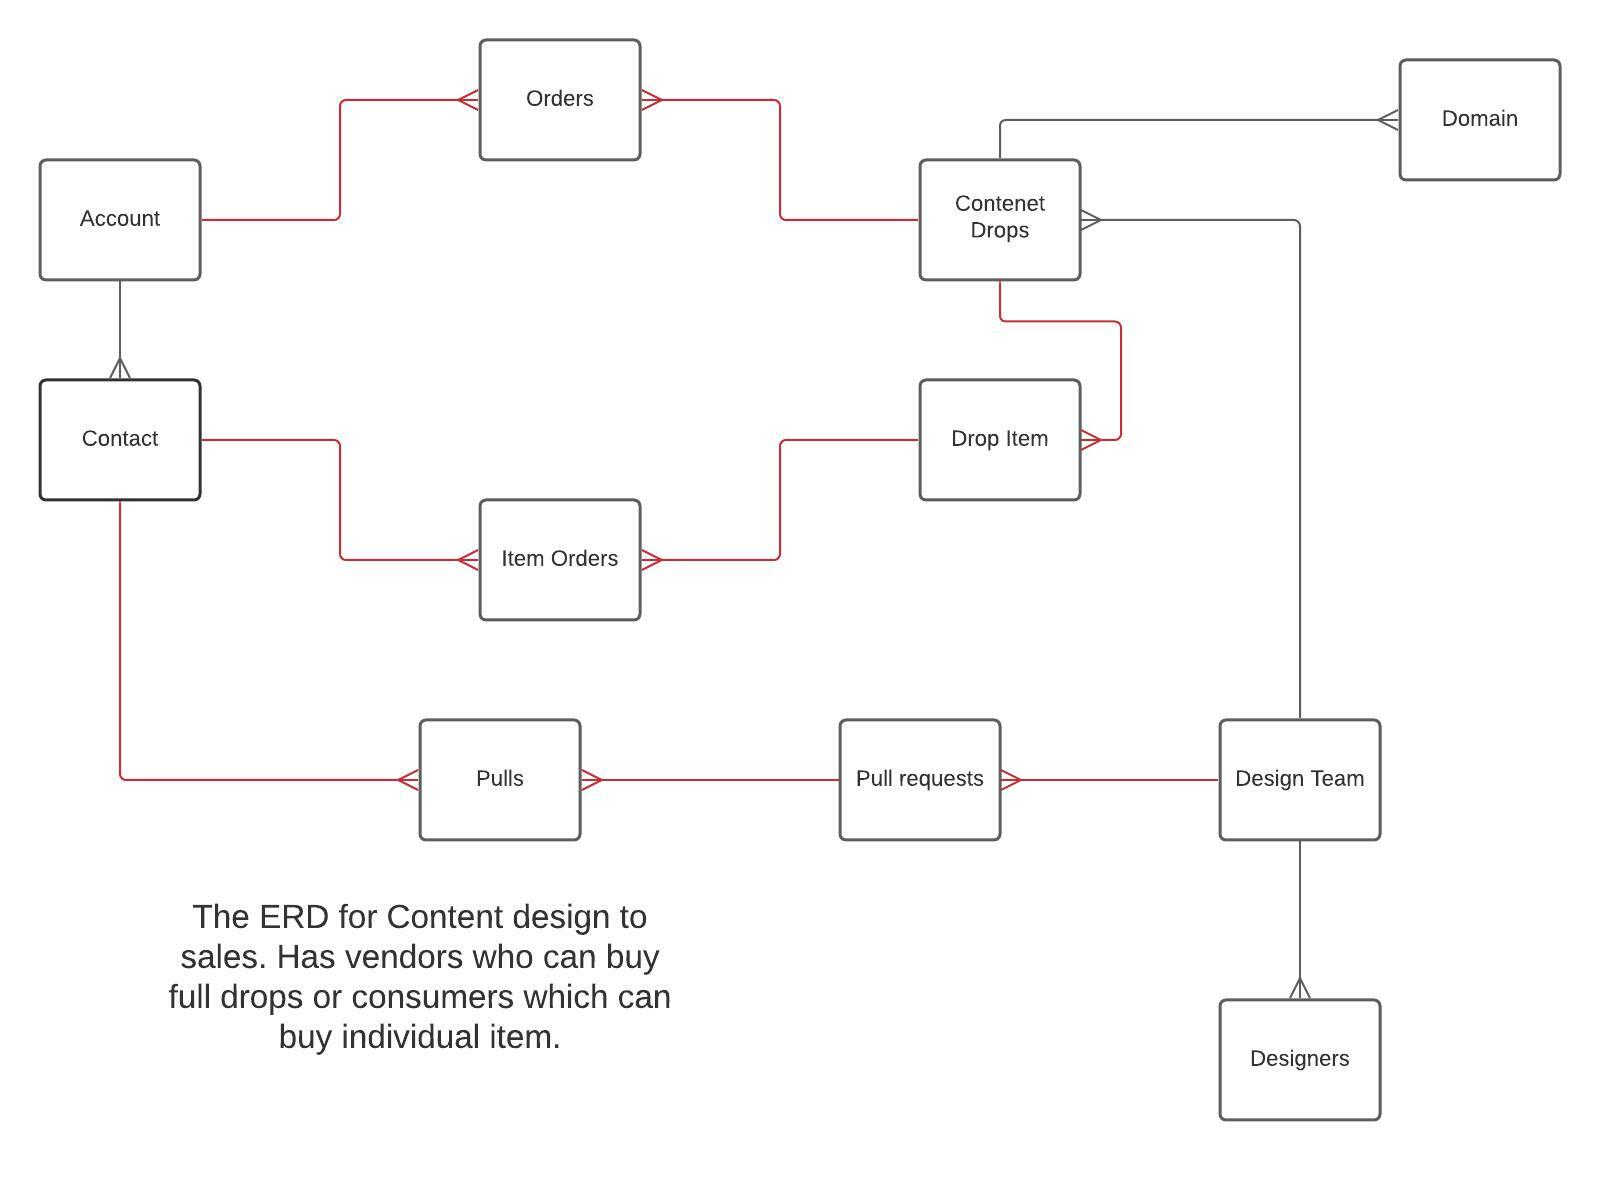 Orders
Domain
Account
Contenet
Drops
Contact
Drop Item
Item Orders
Pulls
Pull requests
Design Team
The ERD for Content design to
sales. Has vendors who can buy
full drops or consumers which can
buy individual item.
Designers